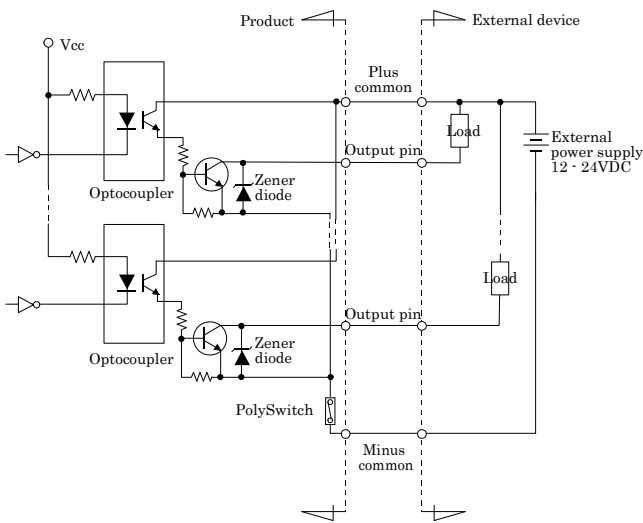 Product
External device
Vcc
Plus
common
Load
Output pin
External
power supply
12 - 24VDC
Zener
diode
Optocoupler
Load
Output pin
Zener
diode
Optocoupler
PolySwitch
Minus
common